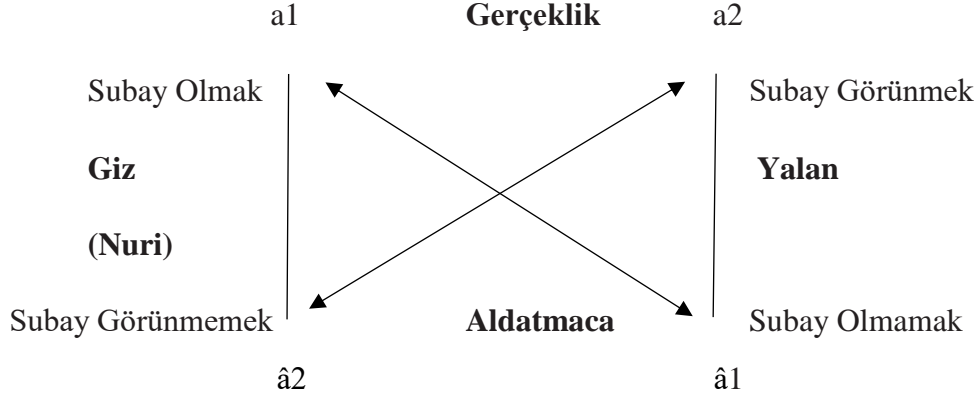 a1 Gerçeklik a2
Subay Olmak Subay Görünmek
Giz Yalan
(Nuri)
Subay Görünmemek Aldatmaca Subay Olmamak
â2 â1